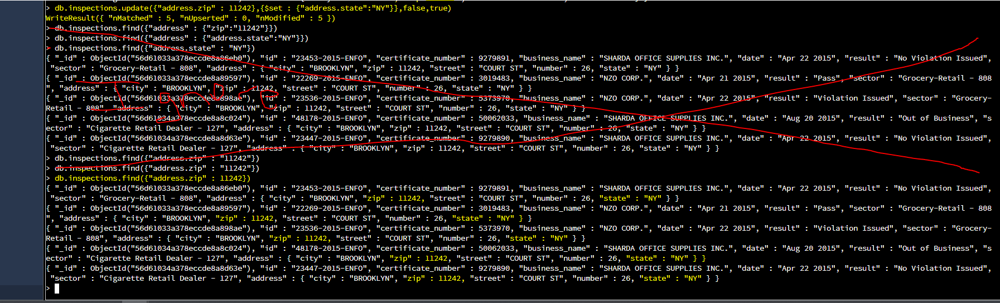 > db.inspections.update({"address.zip" : 11242},{$set : {"address.state":"NY"}},false,true)
WriteResult({ "nMatched" : 5, "nUpserted" : 0, "nModified" : 5 })
> db.inspections.find({"address" : {"zip":"11242"}})
> db.inspections.find({"address" : {"address.state":"NY"}})
> db.inspections.find({"address.state" : "NY"})
{ "_id" : ObjectId("56d61033a378eccde8a86eb0"), "id" : "23453-2015-ENFO", "certificate_number" : 9279891, "business_name" : "SHARDA OFFICE SUPPLIES INC.", "date" : "Apr 22 2015", "result" : "No Violation Issued",
"sector" : "Grocery-Retail - 808", "address" : { "city" : "BROOKLYN", "zip" : 11242, "street" : "COURT ST", "number" : 26, "state" : "NY" } }
{ "_id" : ObjectId("56d61033a378eccde8a89597"), "id" : "22269-2015-ENFO", "certificate_number" : 3019483, "business_name" : "NZO CORP.", "date" : "Apr 21 2015", "result" : "Pass", "sector" : "Grocery-Retail - 808
", "address" : { "city" : "BROOKLYN", "zip" : 11242, "street" : "COURT ST", "number" : 26, "state" : "NY" } }
{ "_id" : ObjectId("56d61033a378eccde8a898ae"), "id" : "23536-2015-ENFO", "certificate_number" : 5373970, "business_name" : "NZO CORP.", "date" : "Apr 22 2015", "result" : "Violation Issued", "sector" : "Grocery-
Retail - 808", "address" : { "city" : "BROOKLYN", "zip" : 11242, "street" : "COURT ST", "number" : 26, "state" : "NY" } }
{ "_id" : ObjectId("56d61034a378eccde8a8c024"), "id" : "48178-2015-ENFO", "certificate_number" : 50062033, "business_name" : "SHARDA OFFICE SUPPLIES INC.", "date" : "Aug 20 2015", "result" : "Out of Business", "s
ector" : "Cigarette Retail Dealer - 127", "address" : { "city" : "BROOKLYN", "zip" : 11242, "street" : "COURT ST", "number" : 26, "state" : "NY" } }
{ "_id" : ObjectId("56d61034a378eccde8a8d63e"), "id" : "23447-2015-ENFO", "certificate_number" : 9279890, "business_name" : "SHARDA OFFICE SUPPLIES INC.", "date" : "Apr 22 2015", "result" : "No Violation Issued",
"sector" : "Cigarette Retail Dealer - 127", "address" : { "city" : "BROOKLYN", "zip" : 11242, "street" : "COURT ST", "number" : 26, "state" : "NY" } }
> db.inspections.find({"address.zip" : "11242"})
> db.inspections.find({"address.zip" : "11242"})
> db.inspections.find({"address.zip" : 11242})
{ "_id" : ObjectId("56d61033a378eccde8a86eb0"), "id" : "23453-2015-ENFO", "certificate_number" : 9279891, "business_name" : "SHARDA OFFICE SUPPLIES INC.", "date" : "Apr 22 2015", "result" : "No Violation Issued",
"sector" : "Grocery-Retail - 808", "address" : { "city" : "BROOKLYN", "zip" : 11242, "street" : "COURT ST", "number" : 26, "state" : "NY" } }
{ "_id" : ObjectId("56d61033a378eccde8a89597"), "id" : "22269-2015-ENFO", "certificate_number" : 3019483, "business_name" : "NZO CORP.", "date" : "Apr 21 2015", "result" : "Pass", "sector" : "Grocery-Retail - 808
", "address" : { "city" : "BROOKLYN", "zip" : 11242, "street" : "COURT ST", "number" : 26, "state" : "NY" } }
{ "_id" : ObjectId("56d61033a378eccde8a898ae"), "id" : "23536-2015-ENFO", "certificate_number" : 5373970, "business_name" : "NZO CORP.", "date" : "Apr 22 2015", "result" : "Violation Issued", "sector" : "Grocery-
Retail - 808", "address" : { "city" : "BROOKLYN", "zip" : 11242, "street" : "COURT ST", "number" : 26, "state" : "NY" } }
{ "_id" : ObjectId("56d61034a378eccde8a8c024"), "id" : "48178-2015-ENFO", "certificate_number" : 50062033, "business_name" : "SHARDA OFFICE SUPPLIES INC.", "date" : "Aug 20 2015", "result" : "Out of Business", "s
ector" : "Cigarette Retail Dealer - 127", "address" : { "city" : "BROOKLYN", "zip" : 11242, "street" : "COURT ST", "number" : 26, "state" : "NY" } }
{ "_id" : ObjectId("56d61034a378eccde8a8d63e"), "id" : "23447-2015-ENFO", "certificate_number" : 9279890, "business_name" : "SHARDA OFFICE SUPPLIES INC.", "date" : "Apr 22 2015", "result" : "No Violation Issued",
"sector" : "Cigarette Retail Dealer - 127", "address" : { "city" : "BROOKLYN", "zip" : 11242, "street" : "COURT ST", "number" : 26, "state" : "NY" } }
>